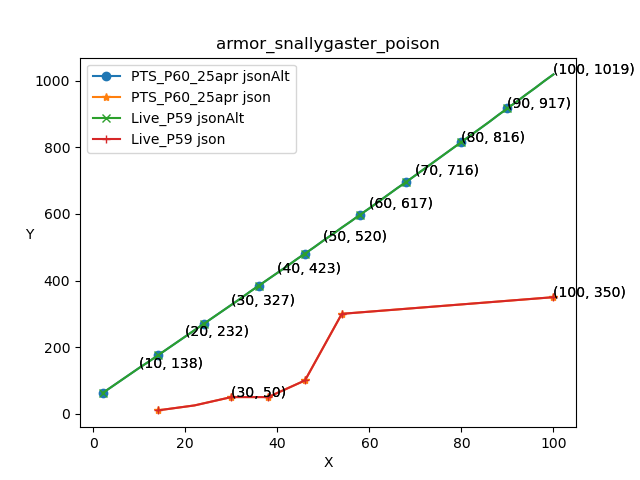 armor_snallygaster_poison
PTS_P60_25apr jsonAlt
PTS_P60_25apr json
Live_P59 jsonAlt
Live_P59 json
(100, 1019)
(90, 917)
(80, 816)
(70, 716)
(60, 617)
(50, 520)
(40, 423)
(30, 327)
(20, 232)
(10, 138)
(100, 350)
(30, 50)
Y
1000
800
600
400
200
0
0 20 40 60 80 100
X